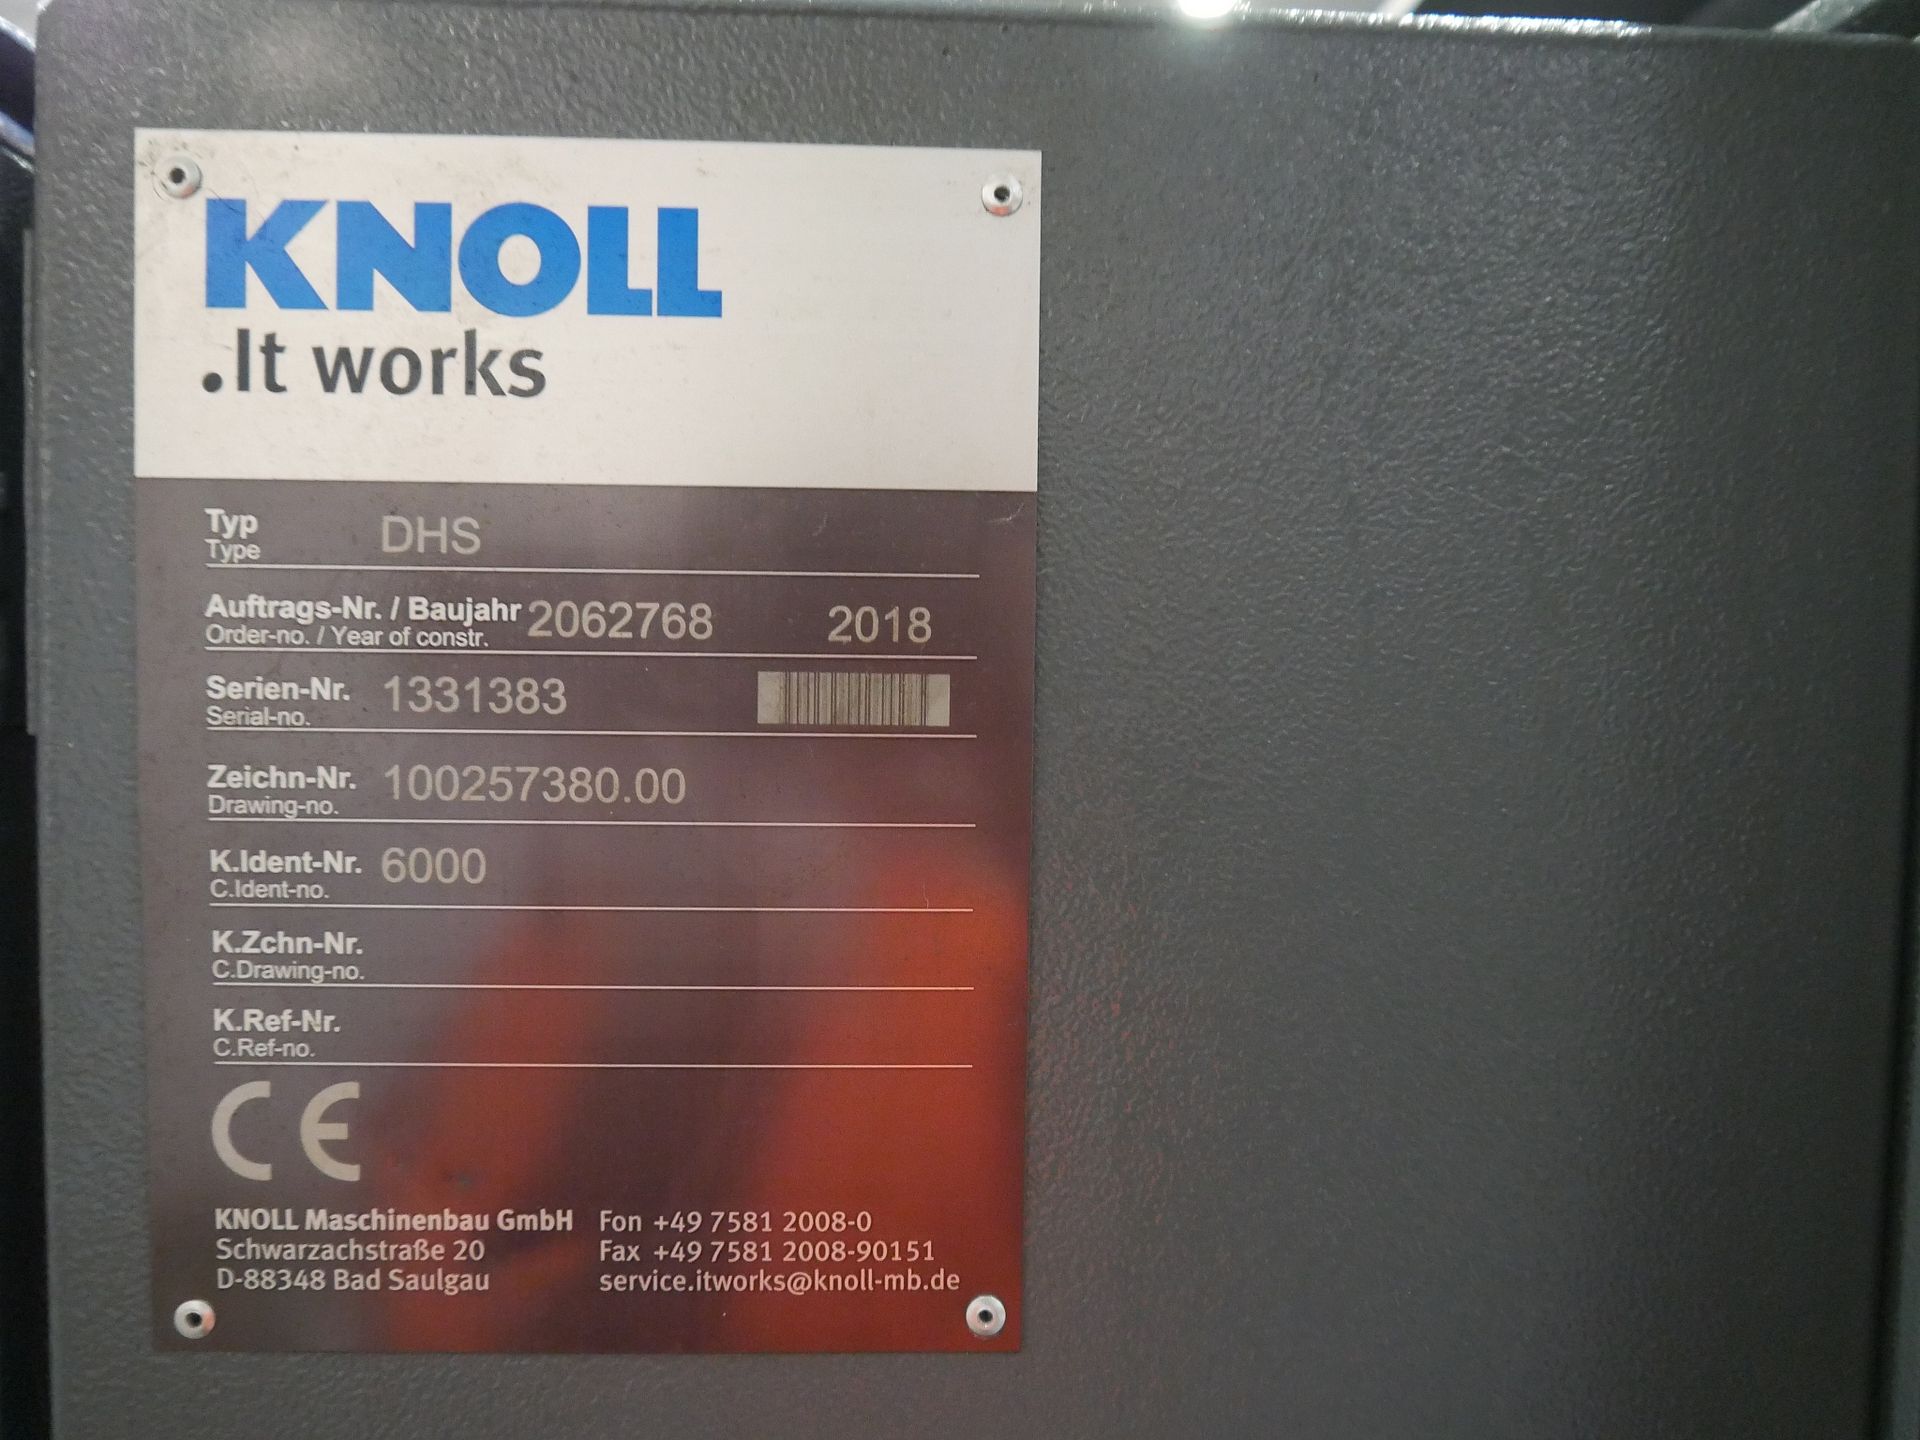 KNOLL
.It works
Typ DHS
Type
Auftrags-Nr. / Baujahr 2062768 2018
Order-no. / Year of constr.
Serien-Nr. 1331383
Serial-no.
Zeichn-Nr. 100257380.00
Drawing-no.
K.Ident-Nr. 6000
C.Ident-no.
K.Zchn-Nr.
C.Drawing-no.
K.Ref-Nr.
C.Ref-no.
CE
KNOLL Maschinenbau GmbH Fon +49 7581 2008-0
Schwarzachstraße 20 Fax +49 7581 2008-90151
D-88348 Bad Saulgau service.itworks@knoll-mb.de